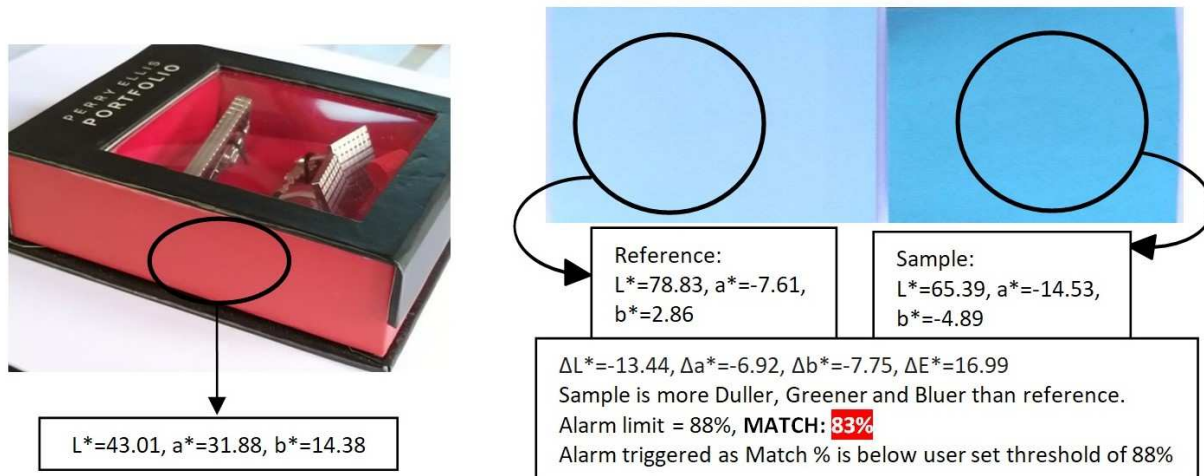 PERRY ELLIS
PORTFOLIO
L*=43.01, a*=31.88, b*=14.38
Reference:
L*=78.83, a*=-7.61,
b*=2.86
Sample:
L*=65.39, a*=-14.53,
b*=-4.89
ΔL*=-13.44, Δa*=-6.92, Δb*=-7.75, ΔE*=16.99
Sample is more Duller, Greener and Bluer than reference.
Alarm limit = 88%, MATCH: 83%
Alarm triggered as Match % is below user set threshold of 88%